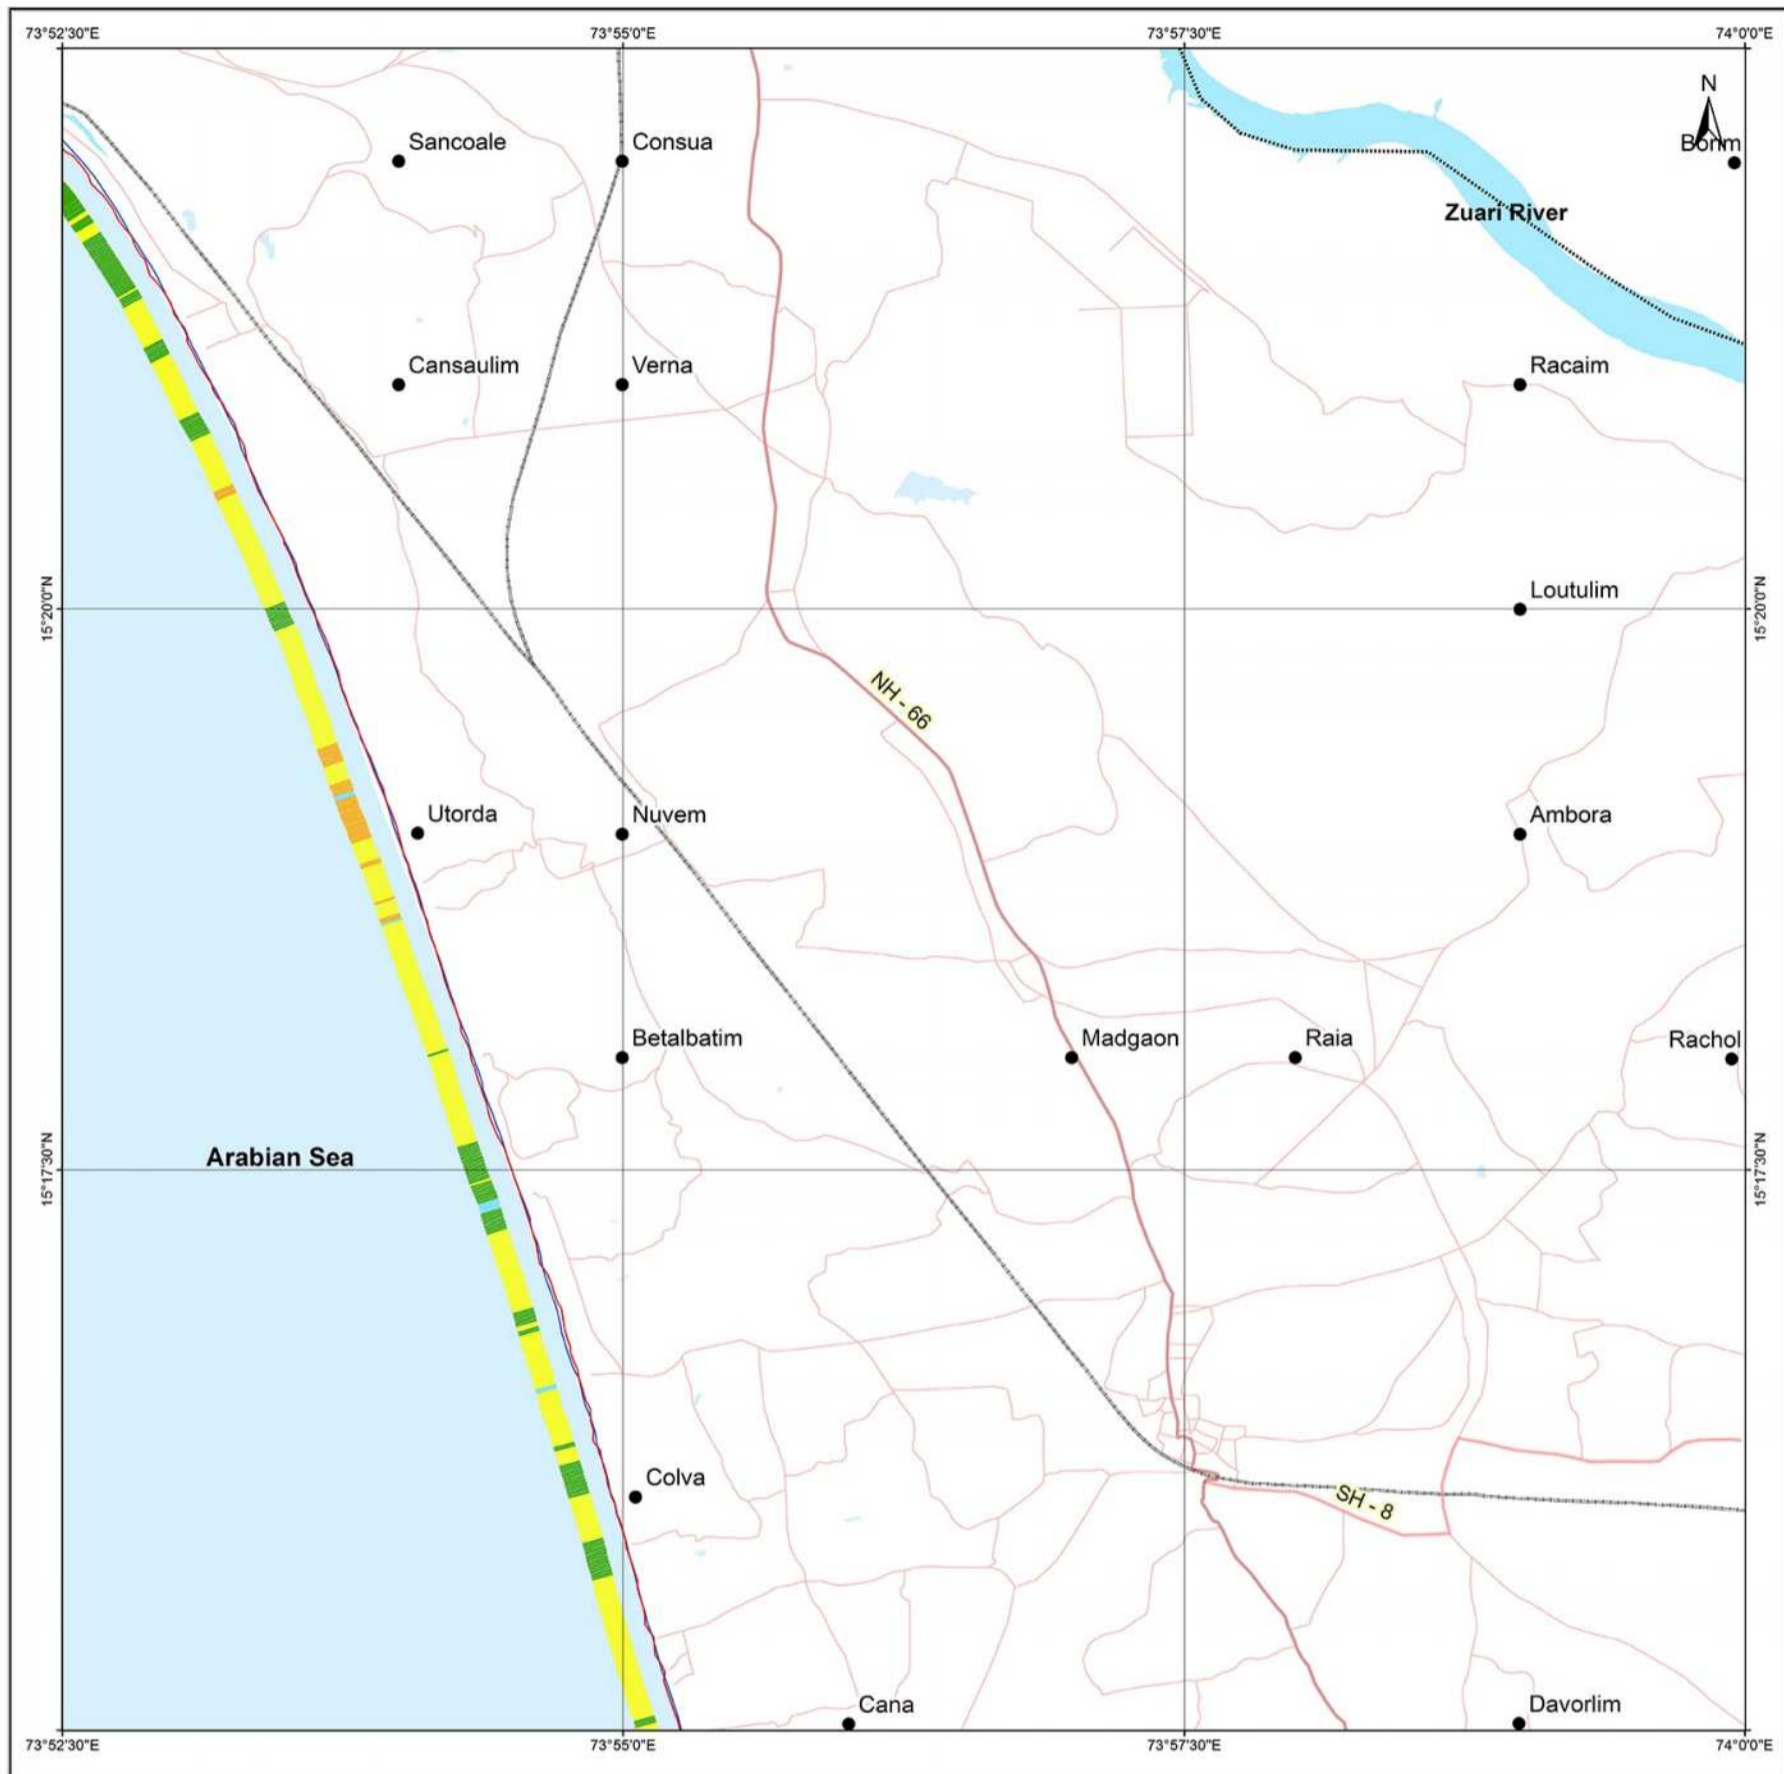 73°52'30"E 73°55'0"E 73°57'30"E 74°0'0"E
N
Sancoale Consua Borim
Zuari River
Cansaulim Verna Racaim
15°20'0"N Loutulim 15°20'0"N
NH - 66
Utorda Nuvem Ambora
Betalbatim Madgaon Raia Rachol
Arabian Sea
15°17'30"N 15°17'30"N
Colva
SH - 8
Cana Davorlim
73°52'30"E 73°55'0"E 73°57'30"E 74°0'0"E